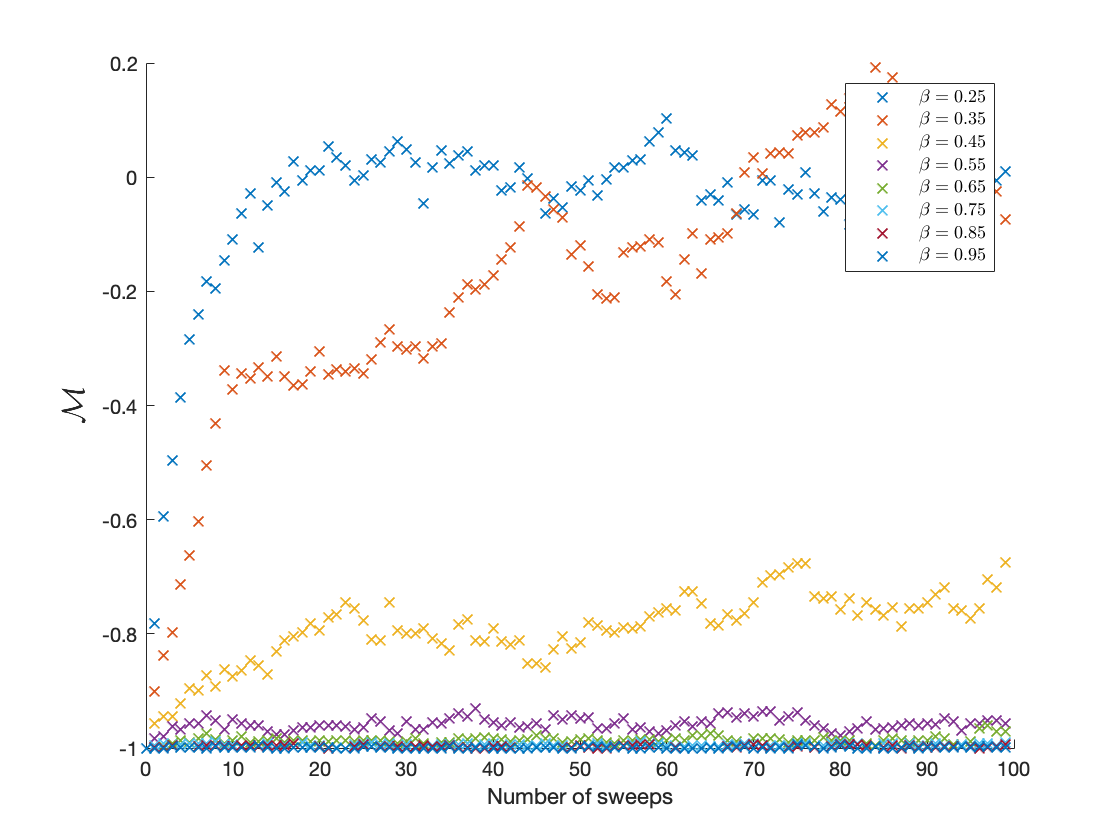 0.2
0
-0.2
-0.4
-0.6
-0.8
-1
ℳ
0 10 20 30 40 50 60 70 80 90 100
Number of sweeps
β = 0.25
β = 0.35
β = 0.45
β = 0.55
β = 0.65
β = 0.75
β = 0.85
β = 0.95